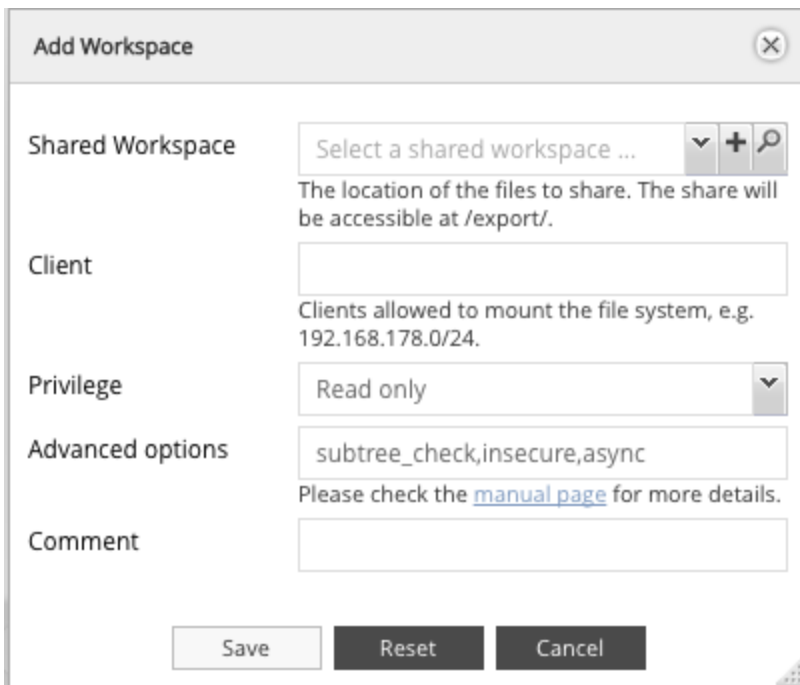 Add Workspace
Shared Workspace
Select a shared workspace ...
The location of the files to share. The share will
be accessible at /export/.
Client
Clients allowed to mount the file system, e.g.
192.168.178.0/24.
Privilege
Read only
Advanced options
subtree_check,insecure,async
Please check the manual page for more details.
Comment
Save
Reset
Cancel